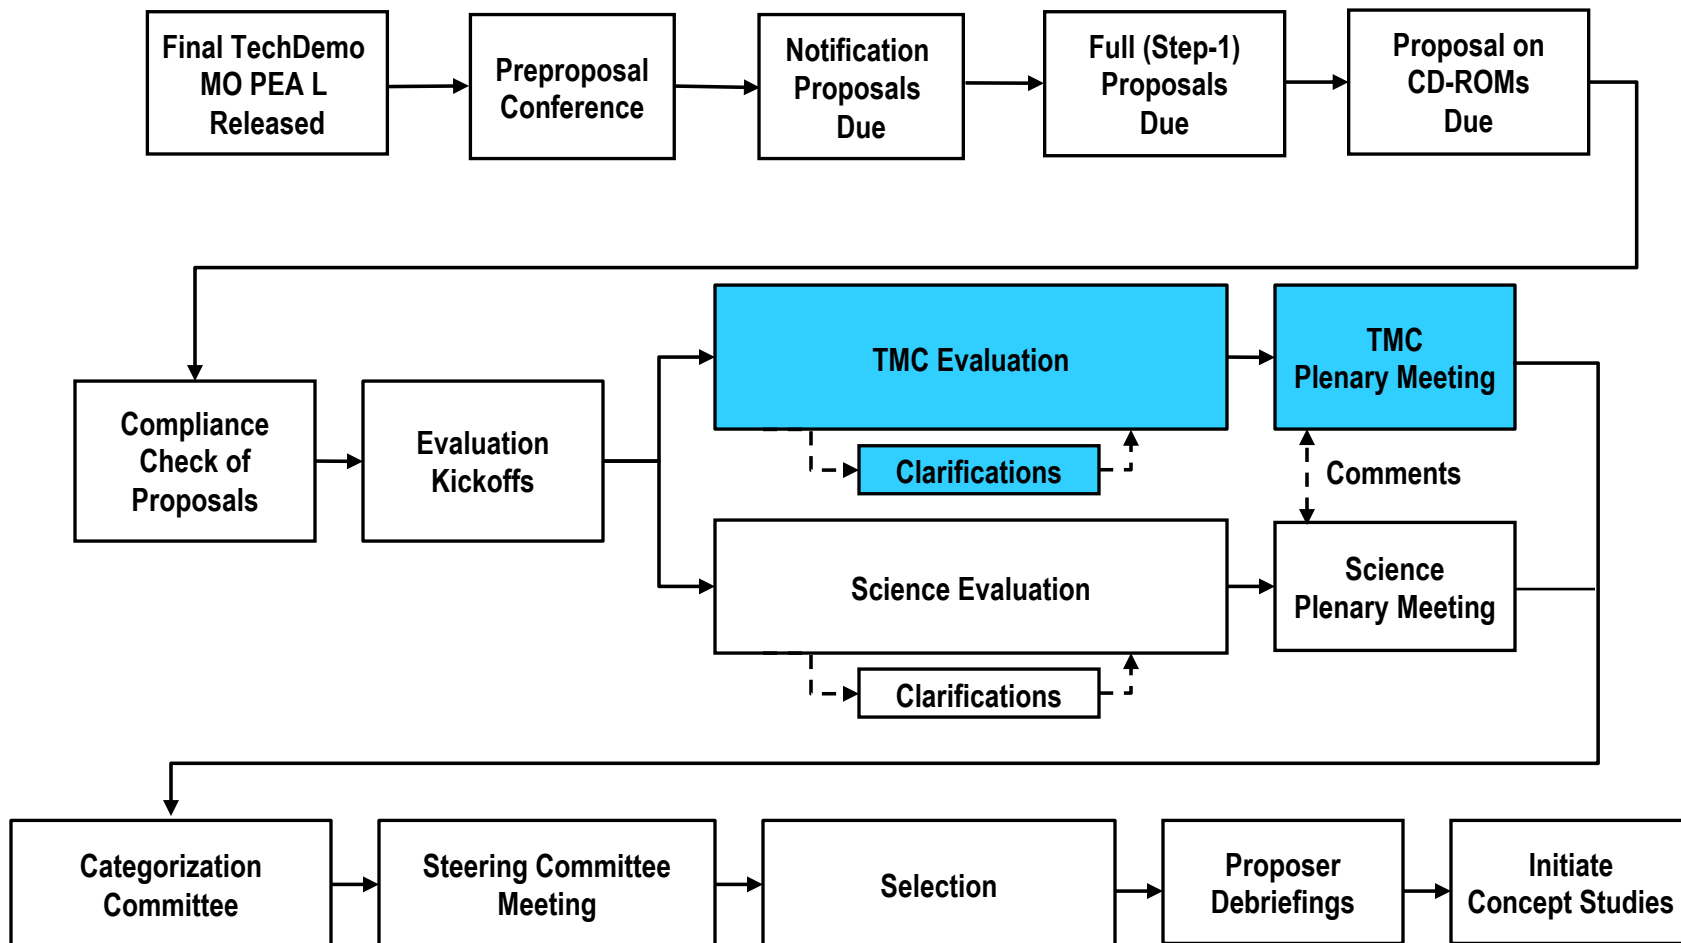 Final TechDemo
MO PEA L
Released
Preproposal
Conference
Notification
Proposals
Due
Full (Step-1)
Proposals
Due
Proposal on
CD-ROMs
Due
Compliance
Check of
Proposals
Evaluation
Kickoffs
TMC Evaluation
Clarifications
TMC
Plenary Meeting
Comments
Science Evaluation
Clarifications
Science
Plenary Meeting
Categorization
Committee
Steering Committee
Meeting
Selection
Proposer
Debriefings
Initiate
Concept Studies